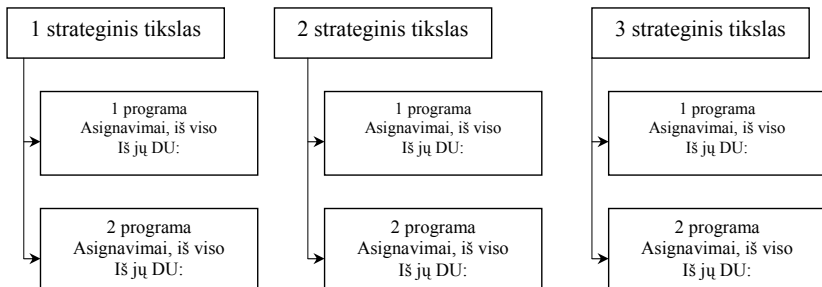 1 strateginis tikslas
1 programa
Asignavimai, iš viso
Iš jų DU:
2 programa
Asignavimai, iš viso
Iš jų DU:
2 strateginis tikslas
1 programa
Asignavimai, iš viso
Iš jų DU:
2 programa
Asignavimai, iš viso
Iš jų DU:
3 strateginis tikslas
1 programa
Asignavimai, iš viso
Iš jų DU:
2 programa
Asignavimai, iš viso
Iš jų DU: